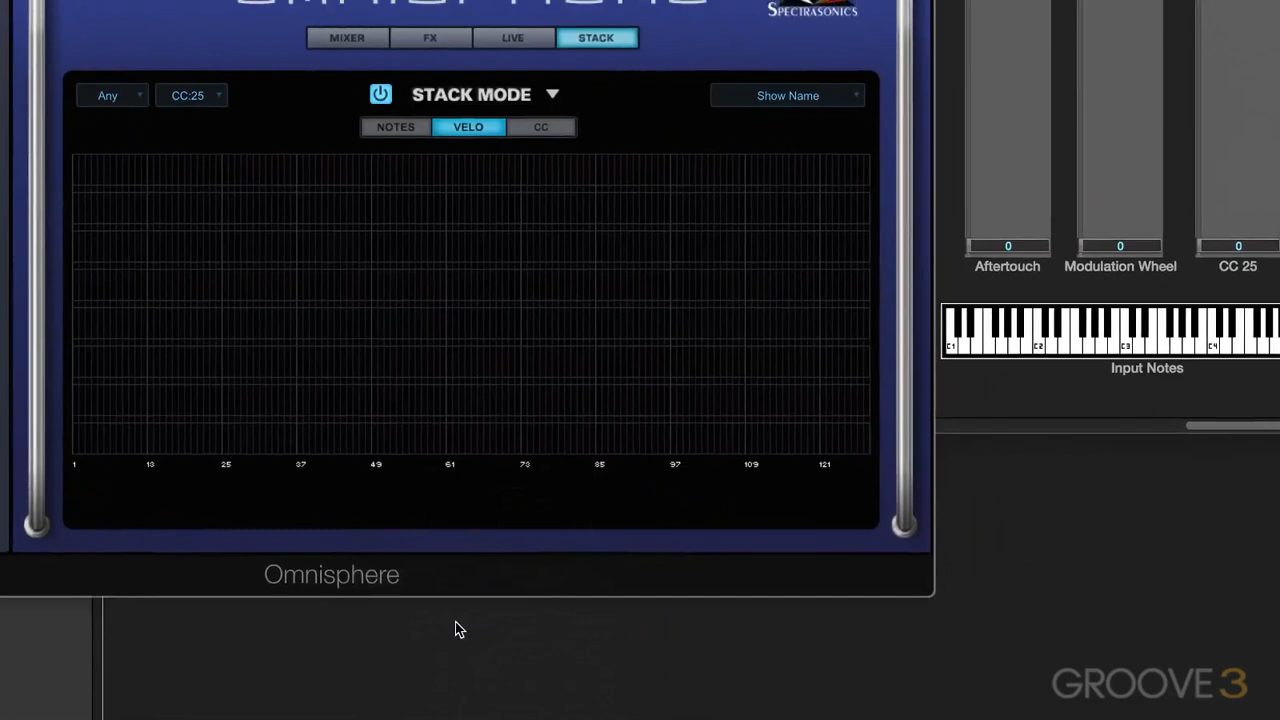 OMNISPHERE
SPECTRASONICS
MIXER FX LIVE STACK
Any CC:25 STACK MODE Show Name
NOTES VELO CC
1 13 25 37 49 61 73 85 97 109 121
0 0 0
Aftertouch Modulation Wheel CC 25
C1 C2 C3 C4
Input Notes
Omnisphere
GROOVE3